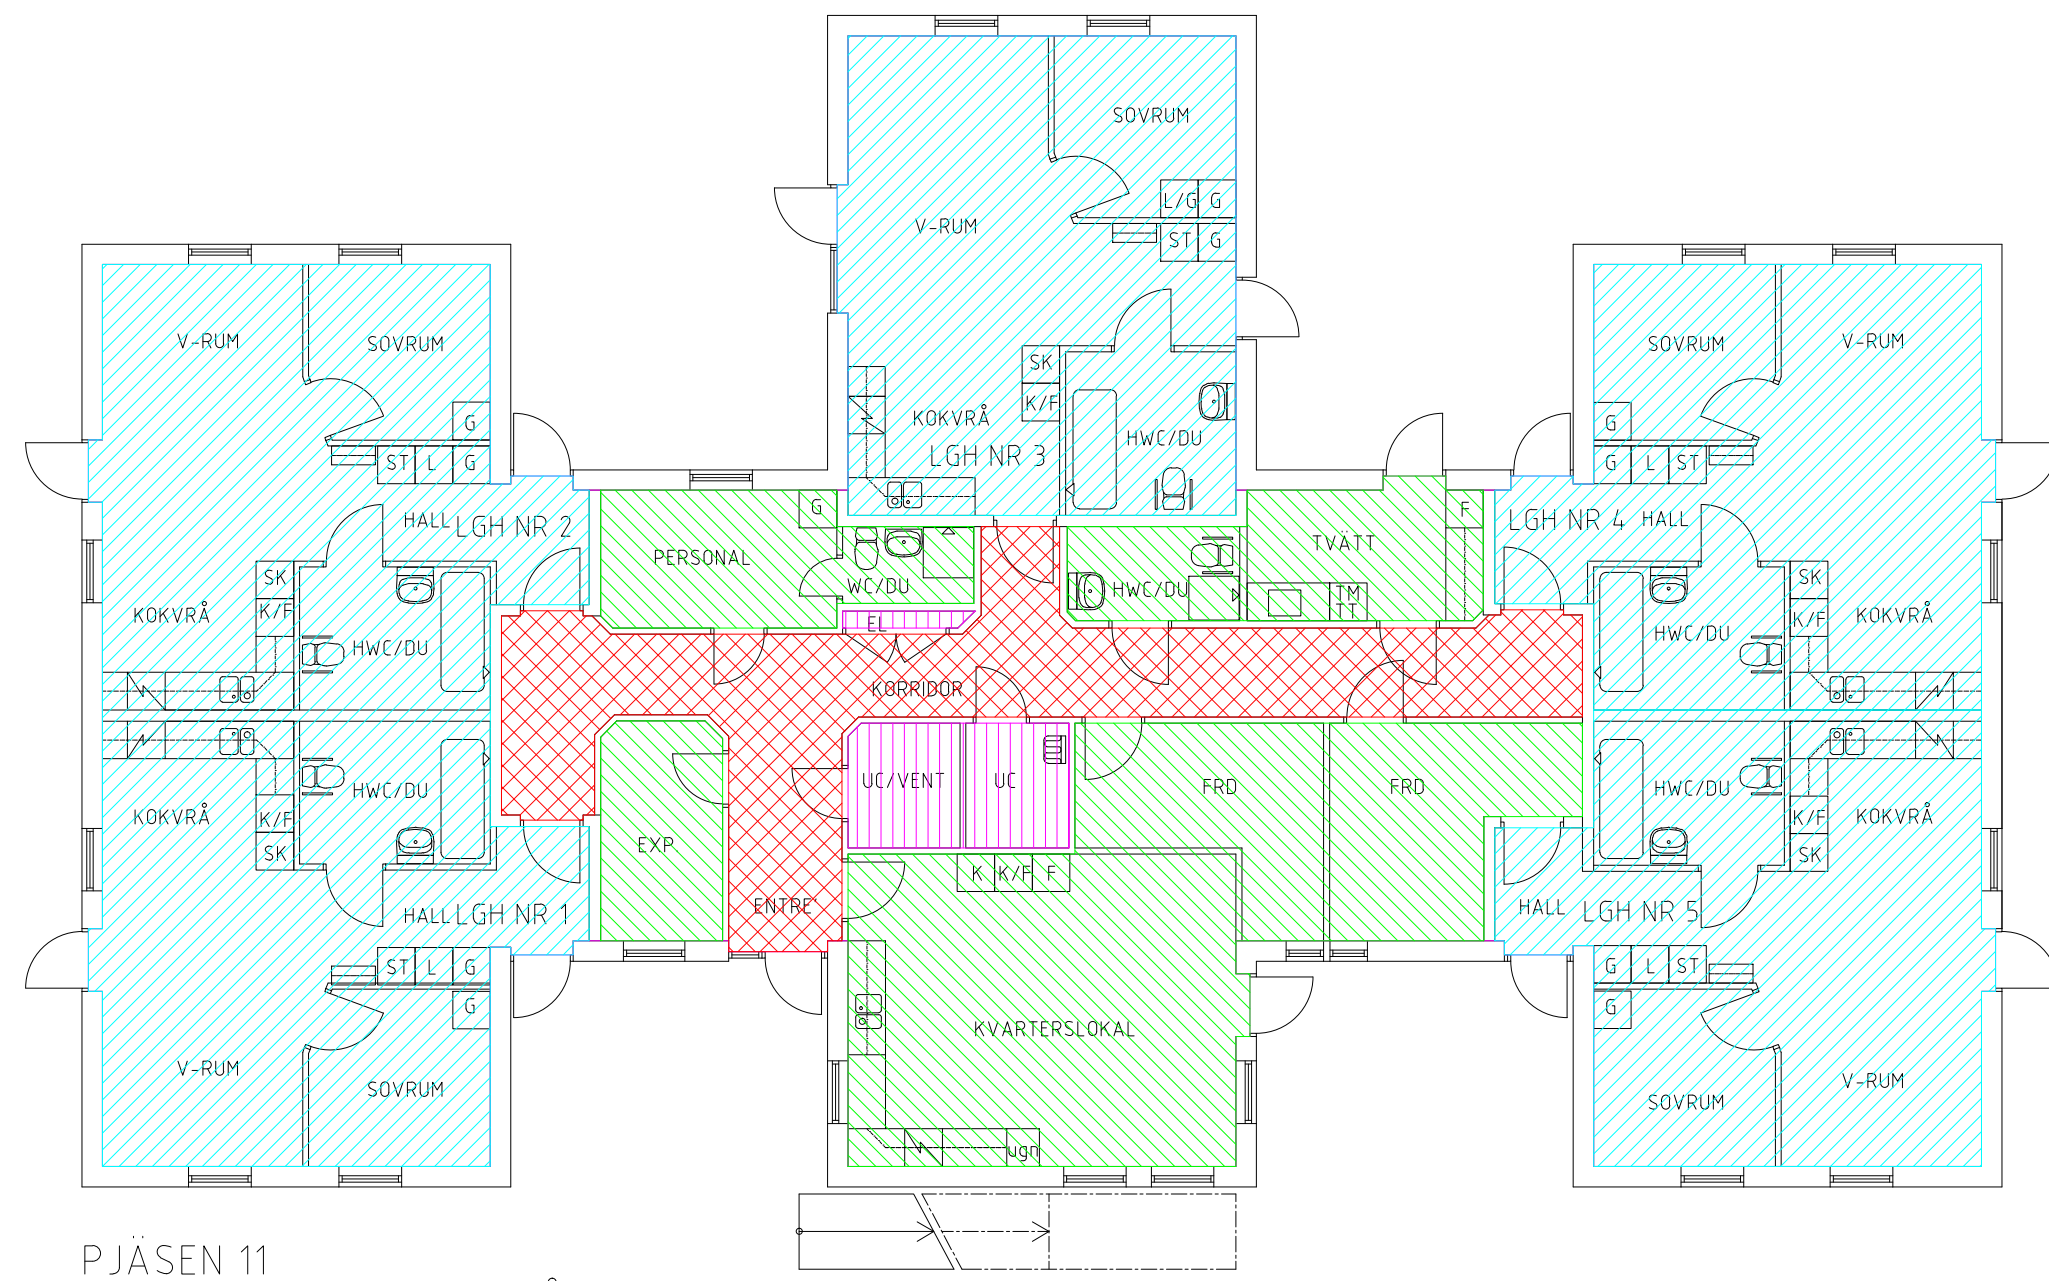 SOVRUM
L/G G
V-RUM
ST G
SK
K/F
KOKVRÅ
HWC/DU
LGH NR 3
V-RUM
SOVRUM
G
ST L G
HALL
LGH NR 2
SK
K/F
KOKVRÅ
HWC/DU
SOVRUM
V-RUM
G
G L ST
LGH NR 4
HALL
SK
K/F
KOKVRÅ
HWC/DU
G
PERSONAL
WC/DU
EL
HWC/DU
TVÄTT
F
TM
TT
KORRIDOR
UC/VENT
UC
FRD
FRD
EXP
ENTRE'
K K/F F
KVARTERSLOKAL
ugn
HWC/DU
KOKVRÅ
K/F
SK
HALL
LGH NR 1
ST L G
G
V-RUM
SOVRUM
HWC/DU
KOKVRÅ
K/F
SK
HALL
LGH NR 5
G L ST
G
V-RUM
SOVRUM
PJÄSEN 11